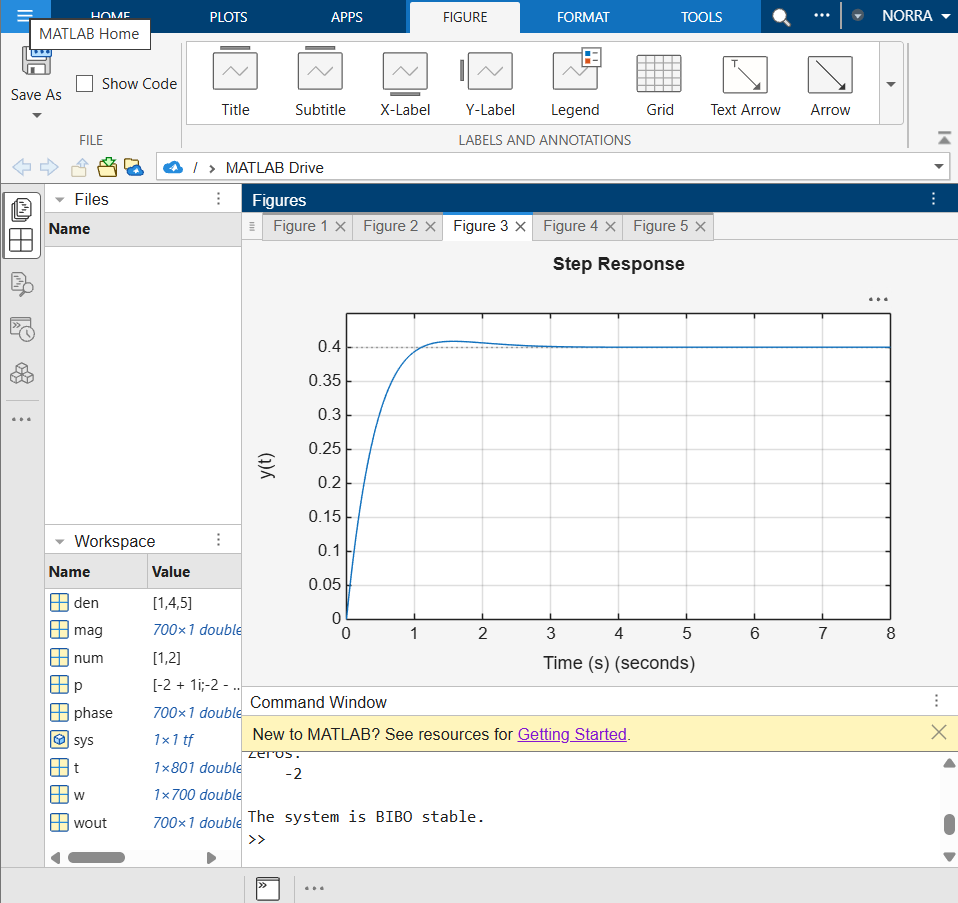 HOME PLOTS APPS FIGURE FORMAT TOOLS ... NORRA
MATLAB Home
Save As
Show Code
Title Subtitle X-Label Y-Label Legend Grid Text Arrow Arrow
FILE LABELS AND ANNOTATIONS
/ > MATLAB Drive
Files
Name
Figures
Figure 1 Figure 2 Figure 3 Figure 4 Figure 5
Step Response
...
0.4
0.35
0.3
0.25
0.2
0.15
0.1
0.05
0
y(t)
0 1 2 3 4 5 6 7 8
Time (s) (seconds)
Workspace
Name Value
den [1,4,5]
mag 700×1 double
num [1,2]
p [-2 + 1i;-2 - ..
phase 700×1 double
sys 1×1 tf
t 1×801 double
w 1×700 double
wout 700×1 double
Command Window
New to MATLAB? See resources for Getting Started.
Zeros:
-2
The system is BIBO stable.
>>